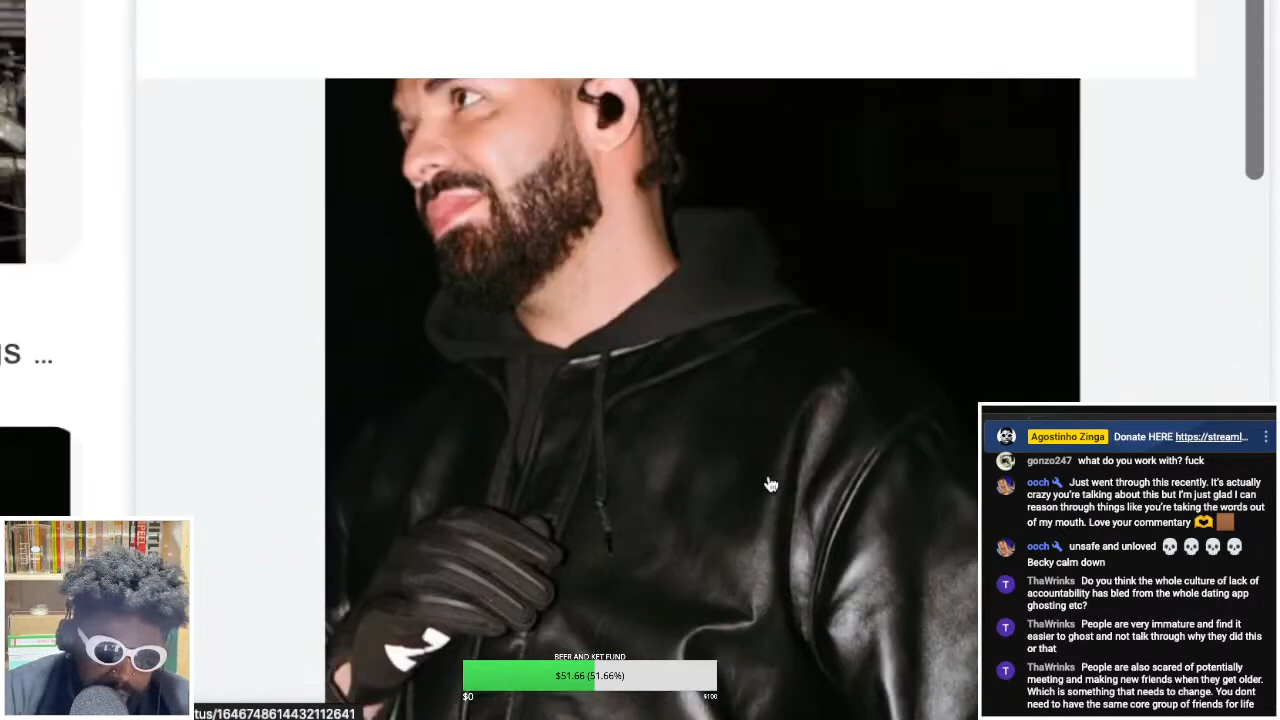 gs ...
Agostinho Zinga Donate HERE https://streaml...
gonzo247 what do you work with? fuck
ooch Just went through this recently. It's actually
crazy you're talking about this but I'm just glad I can
reason through things like you're taking the words out
of my mouth. Love your commentary 🫶🏾 🟫
ooch unsafe and unloved 💀 💀 💀 💀
Becky calm down
T
ThaWrinks Do you think the whole culture of lack of
accountability has bled from the whole dating app
ghosting etc?
T
ThaWrinks People are very immature and find it
easier to ghost and not talk through why they did this
or that
T
ThaWrinks People are also scared of potentially
meeting and making new friends when they get older.
Which is something that needs to change. You dont
need to have the same core group of friends for life
BEER AND KET FUND
$51.66 (51.66%)
$0
$100
tus/1646748614432112641